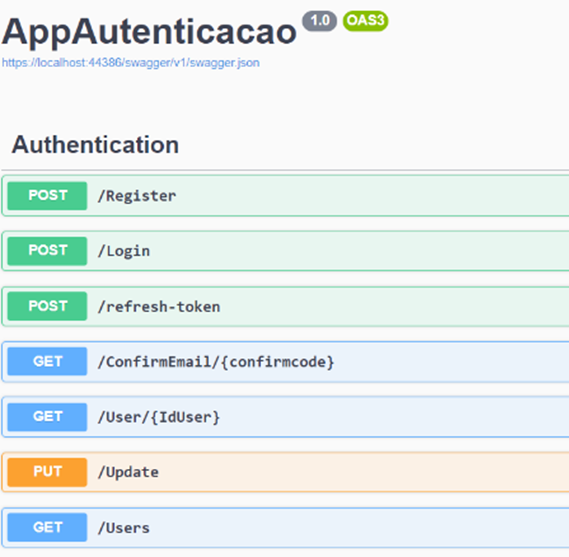 AppAutenticacao 1.0 OAS3
https://localhost:44386/swagger/v1/swagger.json
Authentication
POST /Register
POST /Login
POST /refresh-token
GET /ConfirmEmail/{confirmcode}
GET /User/{IdUser}
PUT /Update
GET /Users